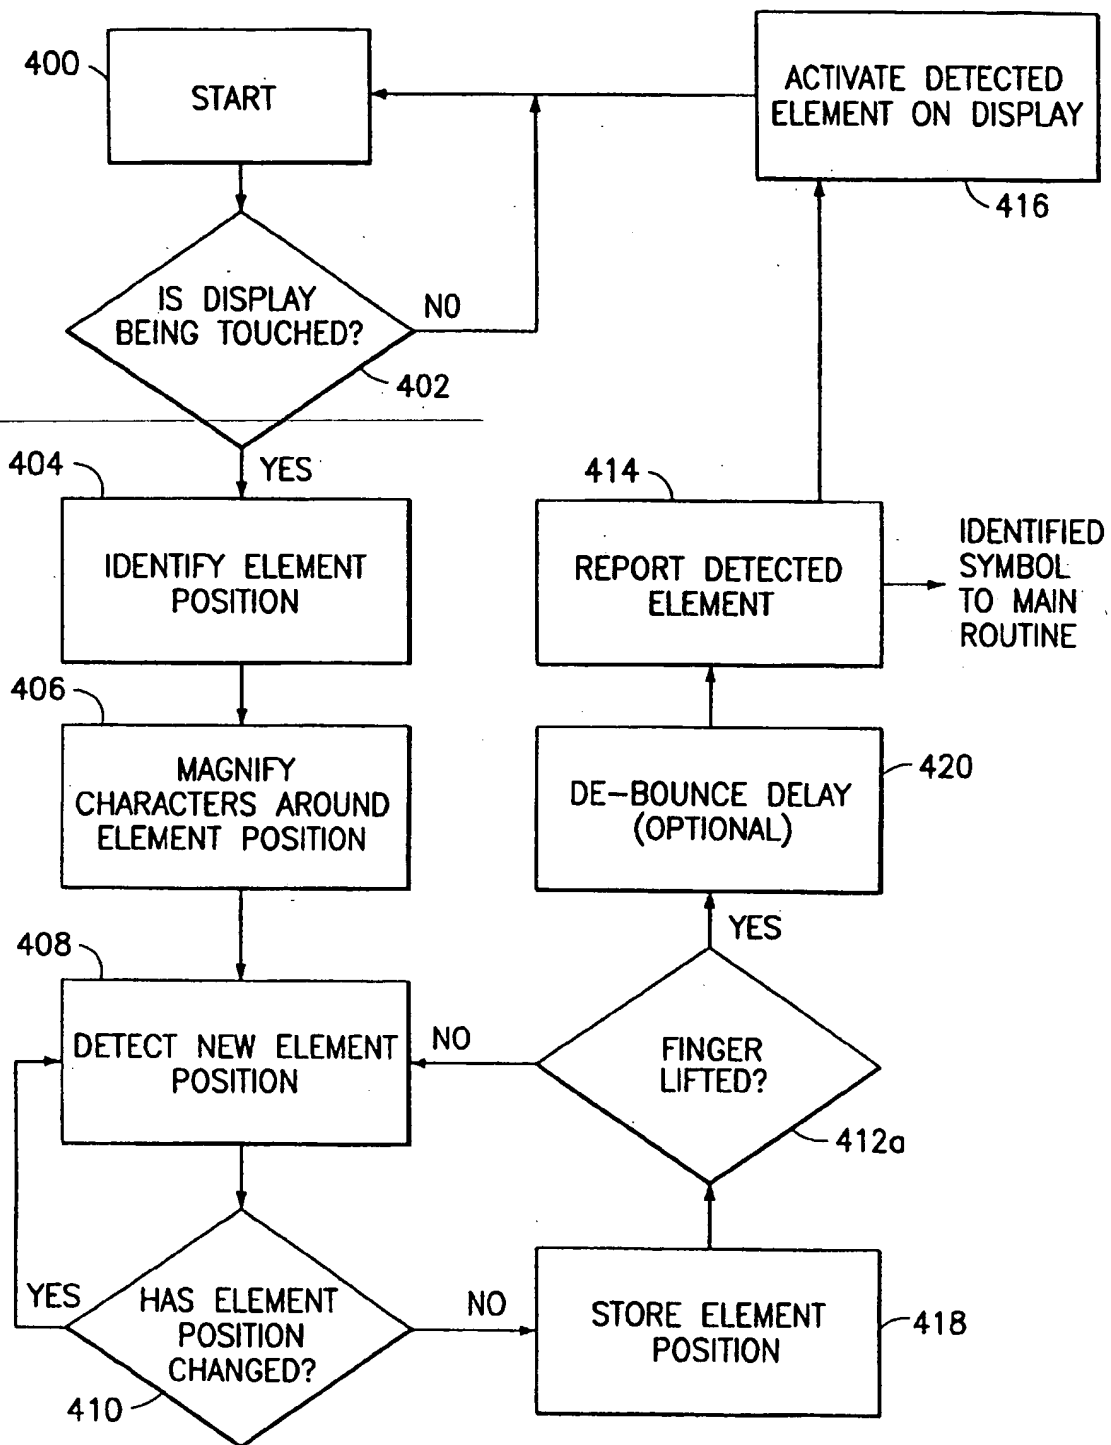 400
START
ACTIVATE DETECTED
ELEMENT ON DISPLAY
416
IS DISPLAY
BEING TOUCHED?
NO
402
YES
404
IDENTIFY ELEMENT
POSITION
406
MAGNIFY
CHARACTERS AROUND
ELEMENT POSITION
408
DETECT NEW ELEMENT
POSITION
YES
HAS ELEMENT
POSITION
CHANGED?
410
NO
STORE ELEMENT
POSITION
418
FINGER
LIFTED?
412a
NO
YES
DE-BOUNCE DELAY
(OPTIONAL)
420
414
REPORT DETECTED
ELEMENT
IDENTIFIED
SYMBOL
TO MAIN
ROUTINE